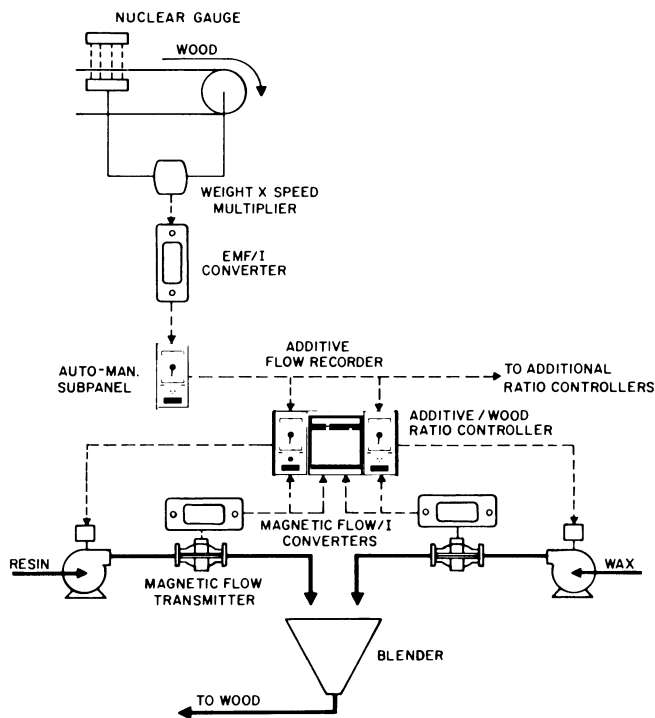 NUCLEAR GAUGE
WOOD
WEIGHT X SPEED
MULTIPLIER
EMF/I
CONVERTER
ADDITIVE
FLOW RECORDER
AUTO-MAN.
SUBPANEL
TO ADDITIONAL
RATIO CONTROLLERS
ADDITIVE/WOOD
RATIO CONTROLLER
MAGNETIC FLOW/I
CONVERTERS
RESIN
MAGNETIC FLOW
TRANSMITTER
WAX
BLENDER
TO WOOD